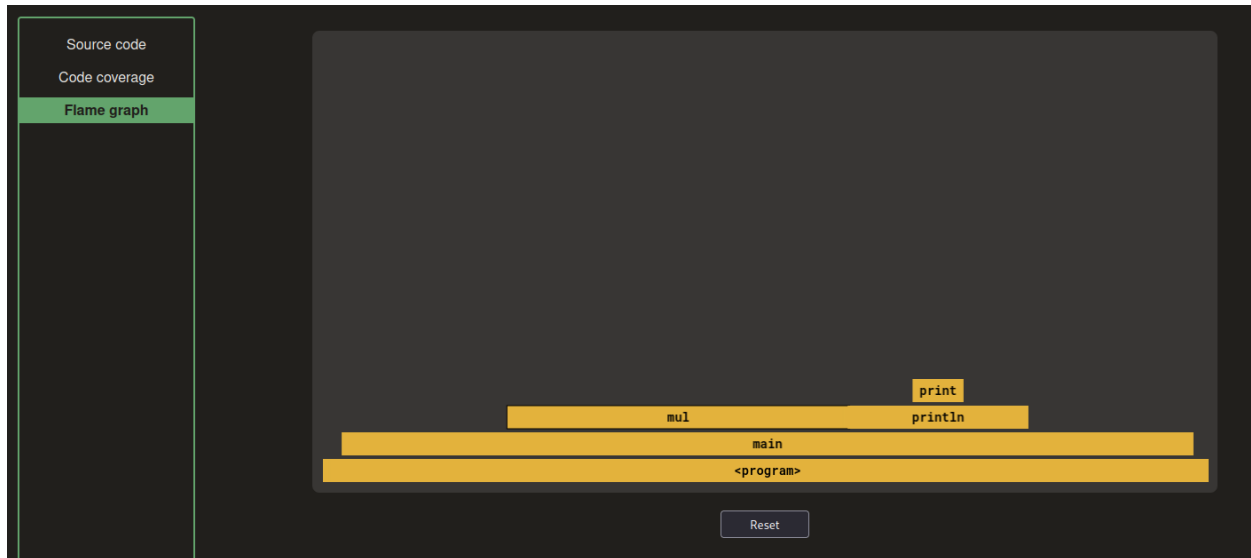 Source code
Code coverage
Flame graph
print
mul println
main
<program>
Reset